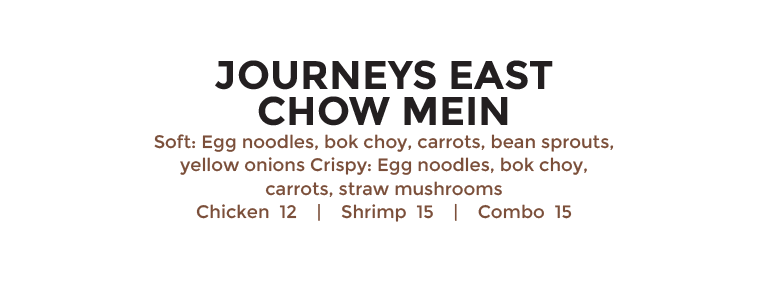 JOURNEYS EAST
CHOW MEIN
Soft: Egg noodles, bok choy, carrots, bean sprouts,
yellow onions Crispy: Egg noodles, bok choy,
carrots, straw mushrooms
Chicken 12 | Shrimp 15 | Combo 15